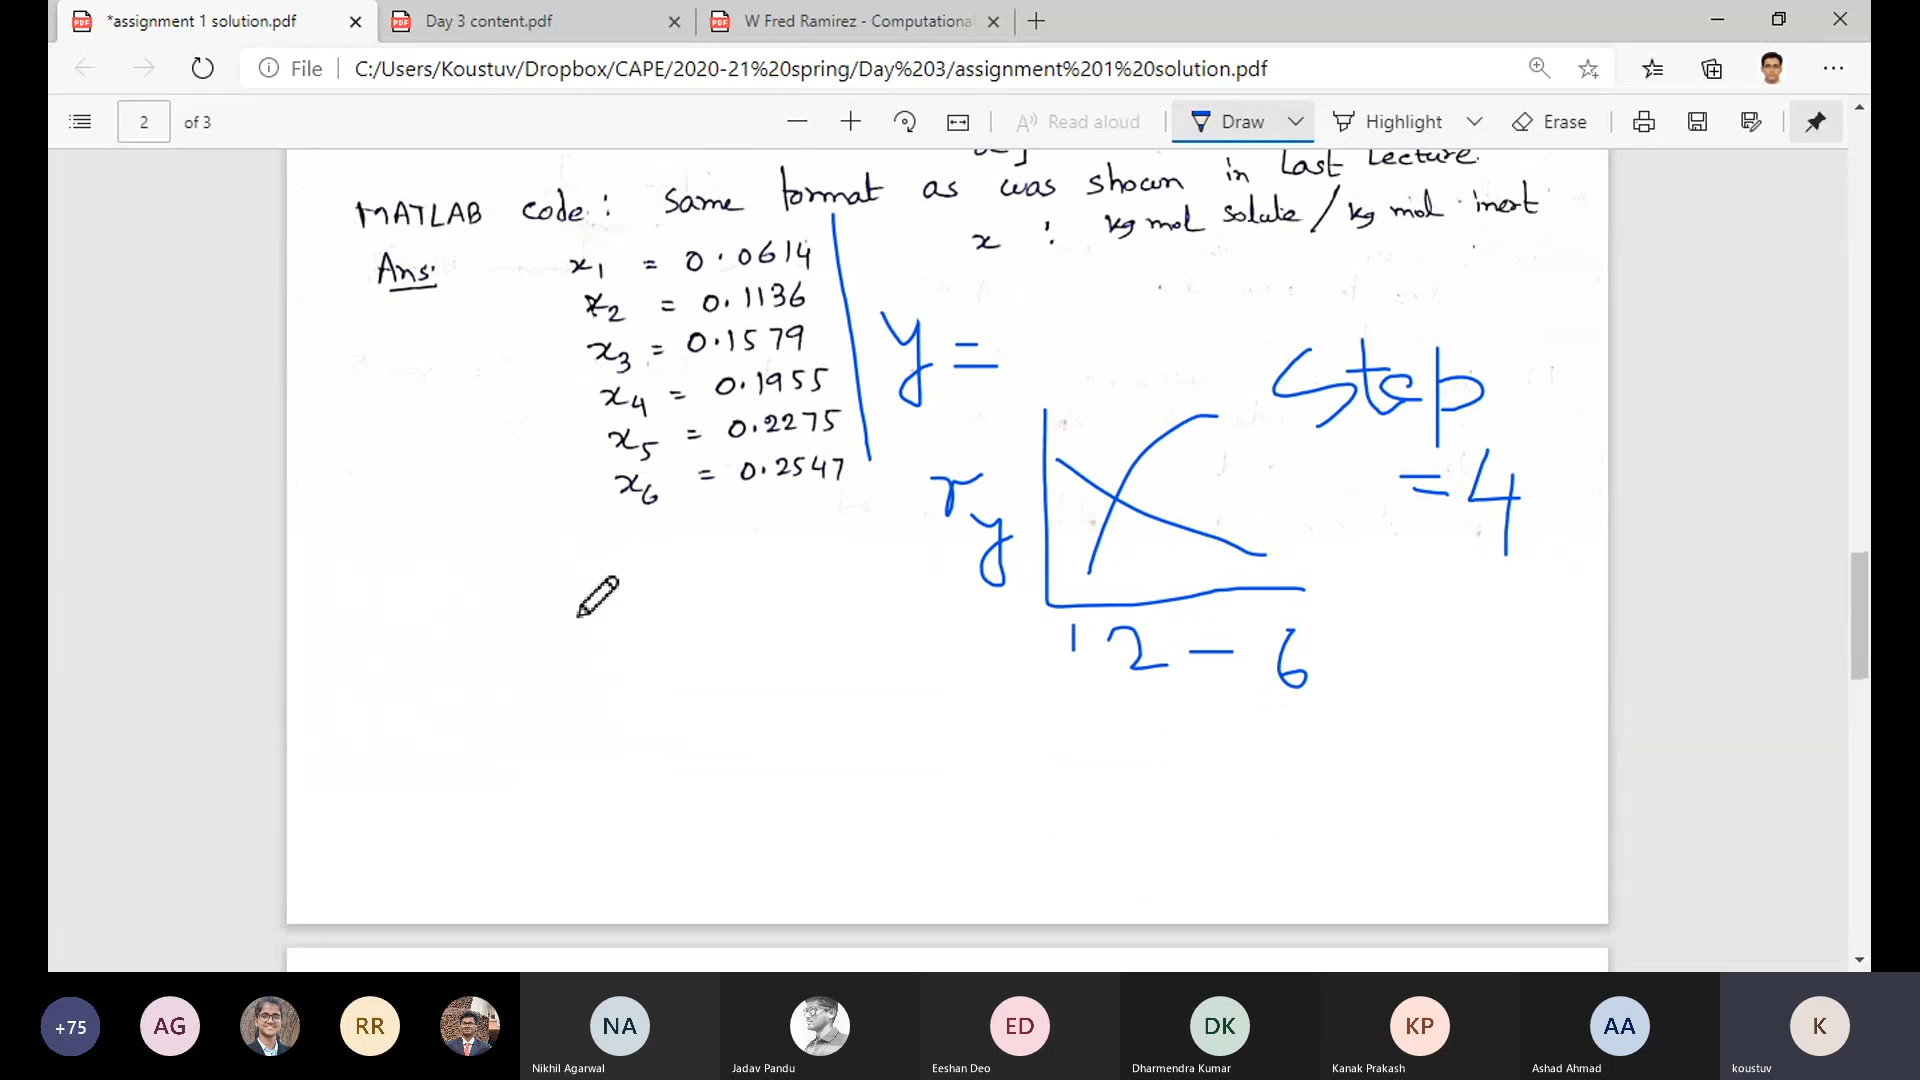 *assignment 1 solution.pdf
Day 3 content.pdf
W Fred Ramirez - Computational
File
C:/Users/Koustuv/Dropbox/CAPE/2020-21%20spring/Day%203/assignment%201%20solution.pdf
2 of 3
Read aloud
Draw
Highlight
Erase
MATLAB code: Same format as was shown in Last Lecture.
x : kg mol solute / kg mol inert
Ans:
x1 = 0.0614
x2 = 0.1136
x3 = 0.1579
x4 = 0.1955
x5 = 0.2275
x6 = 0.2547
y =
Step
= 4
y
1 2 - 6
+75
AG
RR
NA
Nikhil Agarwal
Jadav Pandu
ED
Eeshan Deo
DK
Dharmendra Kumar
KP
Kanak Prakash
AA
Ashad Ahmad
K
koustuv